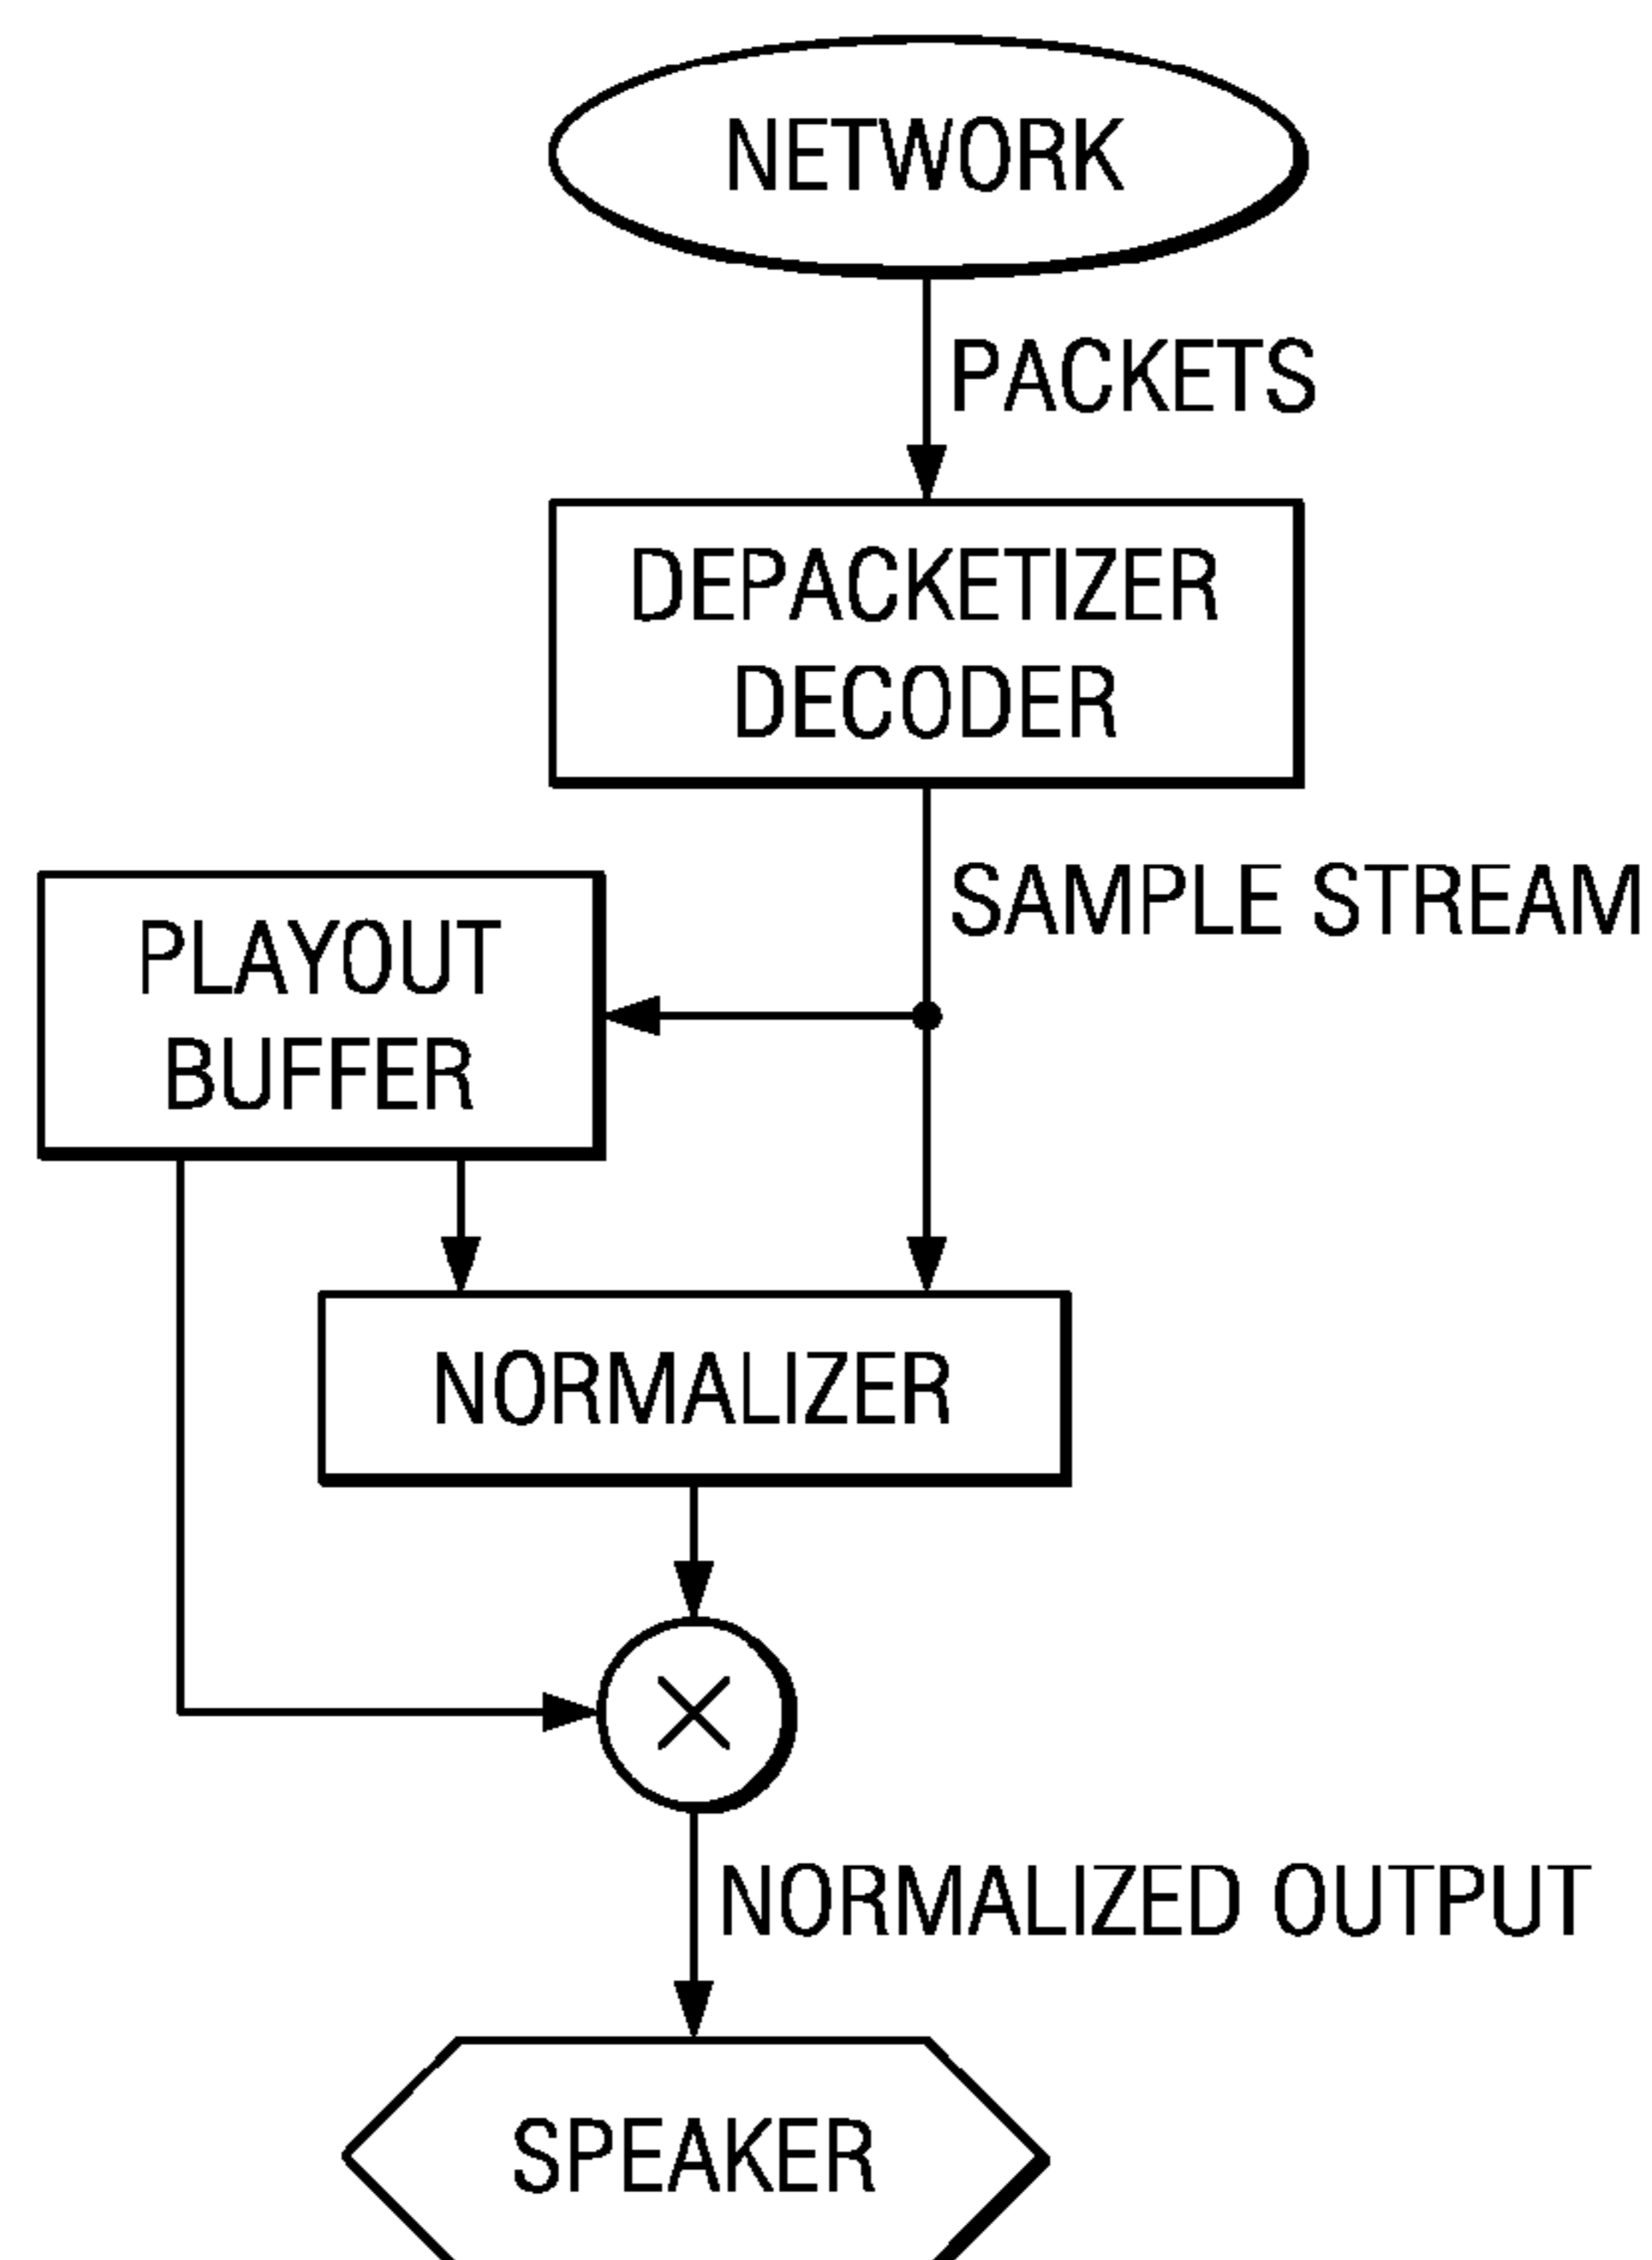 NETWORK
PACKETS
DEPACKETIZER
DECODER
SAMPLE STREAM
PLAYOUT
BUFFER
NORMALIZER
NORMALIZED OUTPUT
SPEAKER